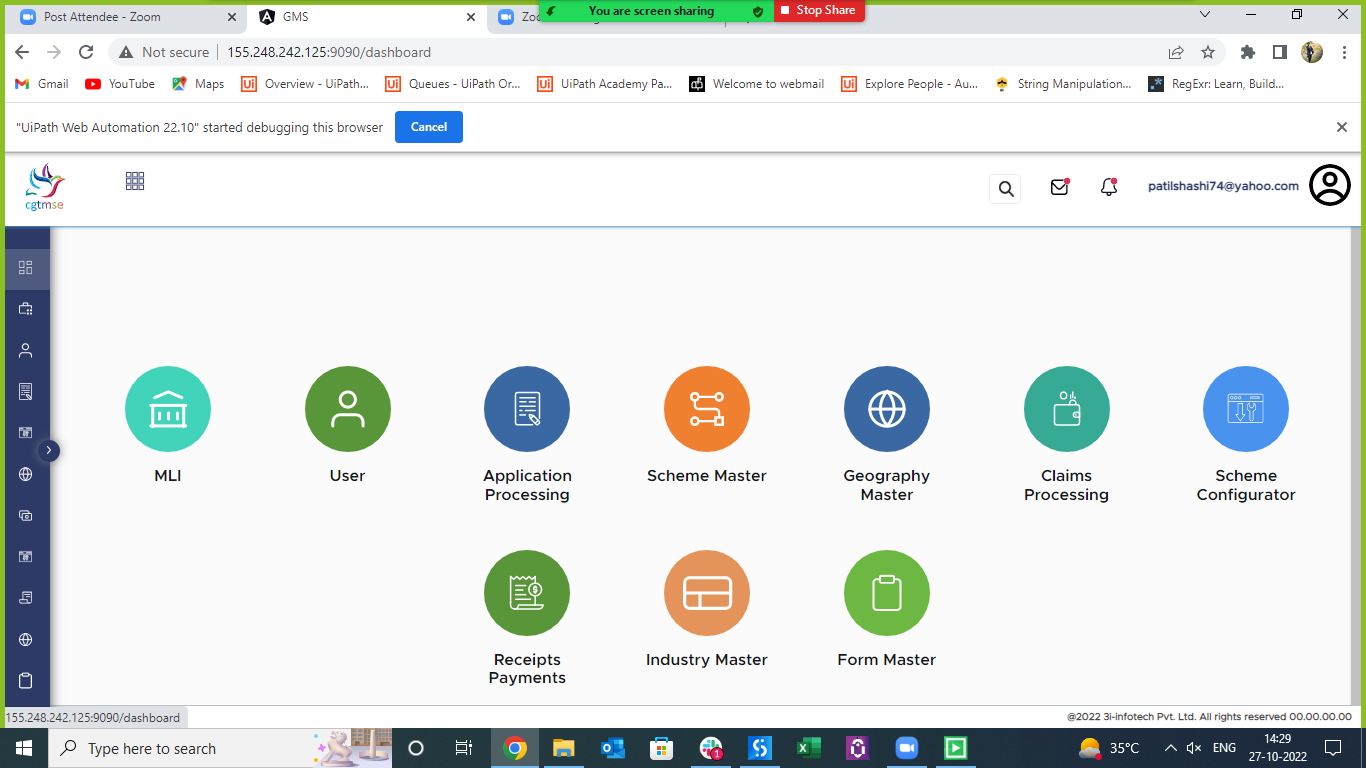 You are screen sharing
Stop Share
Post Attendee - Zoom
GMS
Not secure
155.248.242.125:9090/dashboard
Gmail
YouTube
Maps
Overview - UiPath...
Queues - UiPath Or...
UiPath Academy Pa...
Welcome to webmail
Explore People - Au...
String Manipulation...
RegExr: Learn, Build...
"UiPath Web Automation 22.10" started debugging this browser
Cancel
cgtmse
patilshashi74@yahoo.com
MLI
User
Application
Processing
Scheme Master
Geography
Master
Claims
Processing
Scheme
Configurator
Receipts
Payments
Industry Master
Form Master
155.248.242.125:9090/dashboard
@2022 3i-infotech Pvt. Ltd. All rights reserved 00.00.00.00
Type here to search
1
35°C
ENG
14:29
27-10-2022